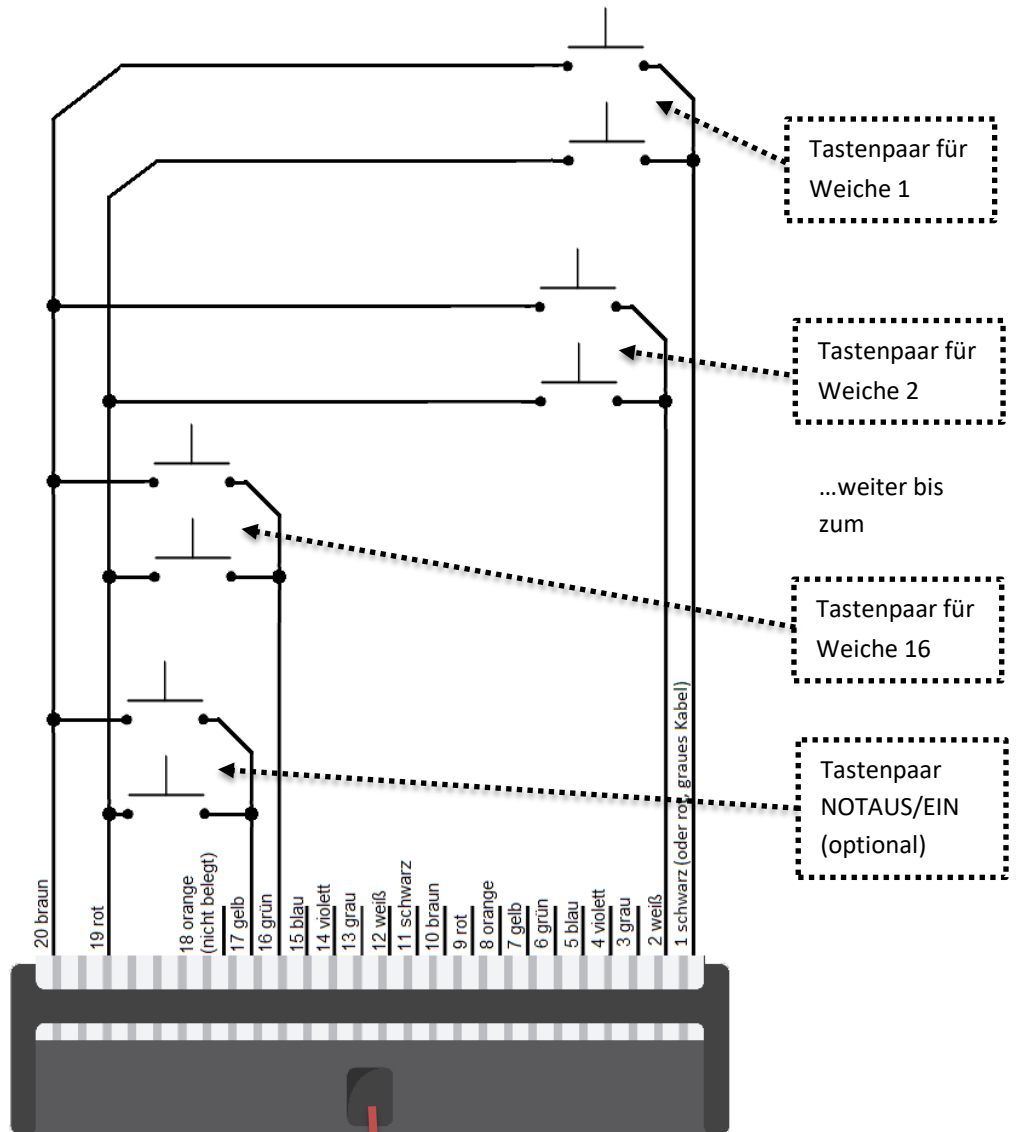 Tastenpaar für
Weiche 1
Tastenpaar für
Weiche 2
...weiter bis
zum
Tastenpaar für
Weiche 16
Tastenpaar
NOTAUS/EIN
(optional)
20 braun
19 rot
18 orange
(nicht belegt)
17 gelb
16 grün
15 blau
14 violett
13 grau
12 weiß
11 schwarz
10 braun
9 rot
8 orange
7 gelb
6 grün
5 blau
4 violett
3 grau
2 weiß
1 schwarz (oder rot, graues Kabel)